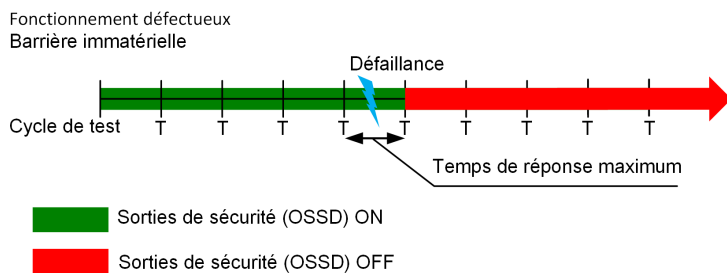 Fonctionnement défectueux
Barrière immatérielle
Défaillance
Cycle de test
T T T T T T T T T
Temps de réponse maximum
Sorties de sécurité (OSSD) ON
Sorties de sécurité (OSSD) OFF